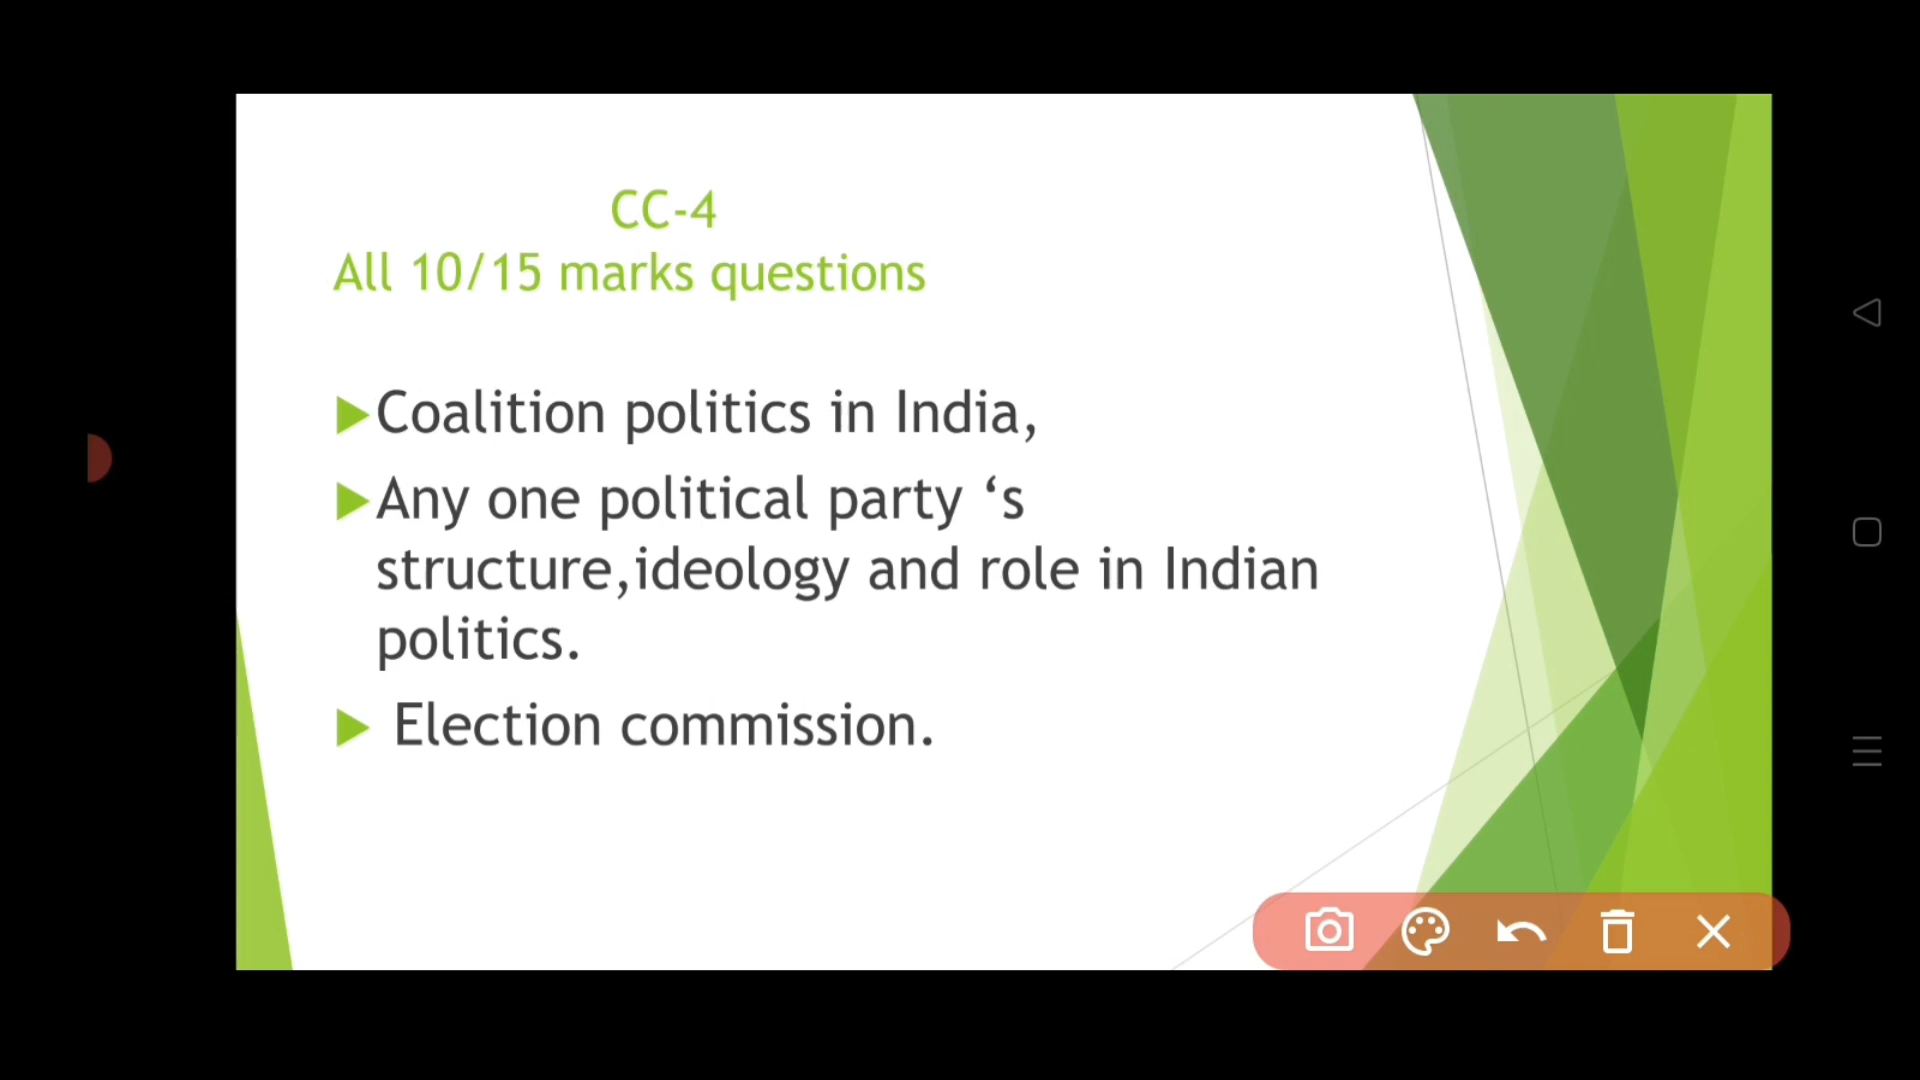 CC-4
All 10/15 marks questions
Coalition politics in India,
Any one political party ‘s
structure,ideology and role in Indian
politics.
Election commission.